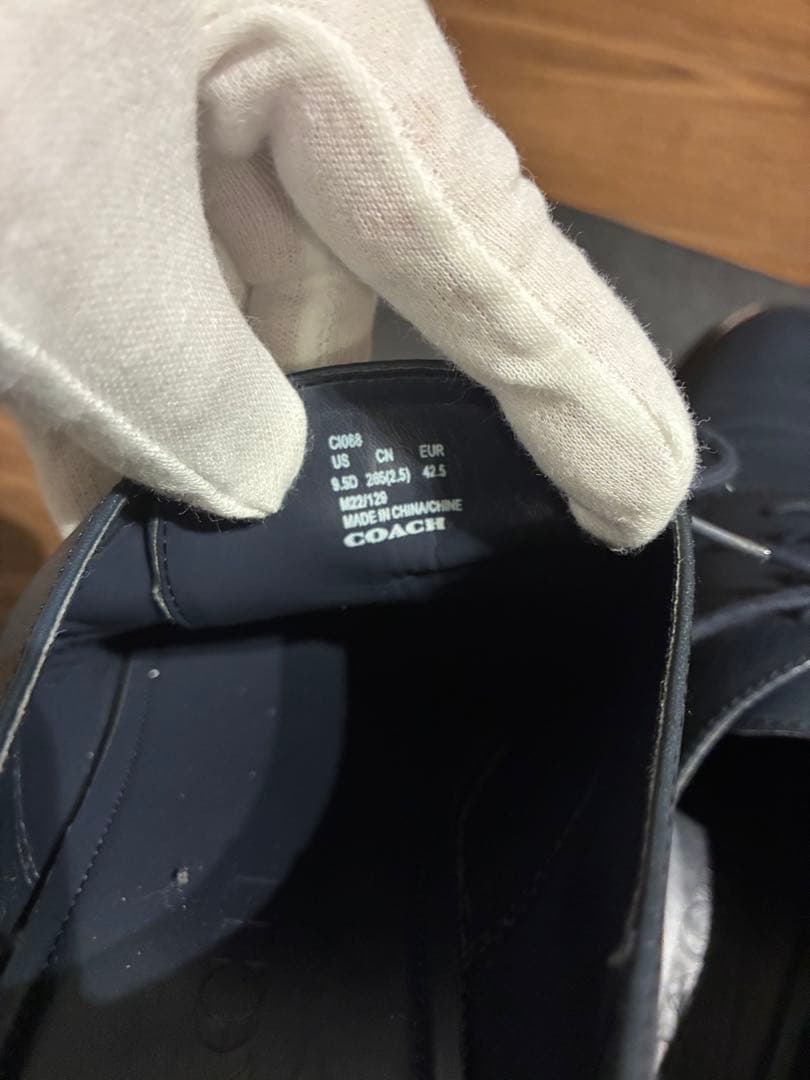 CI088
US CN EUR
9.5D 265(2.5) 42.5
M22/129
MADE IN CHINA/CHINE
COACH